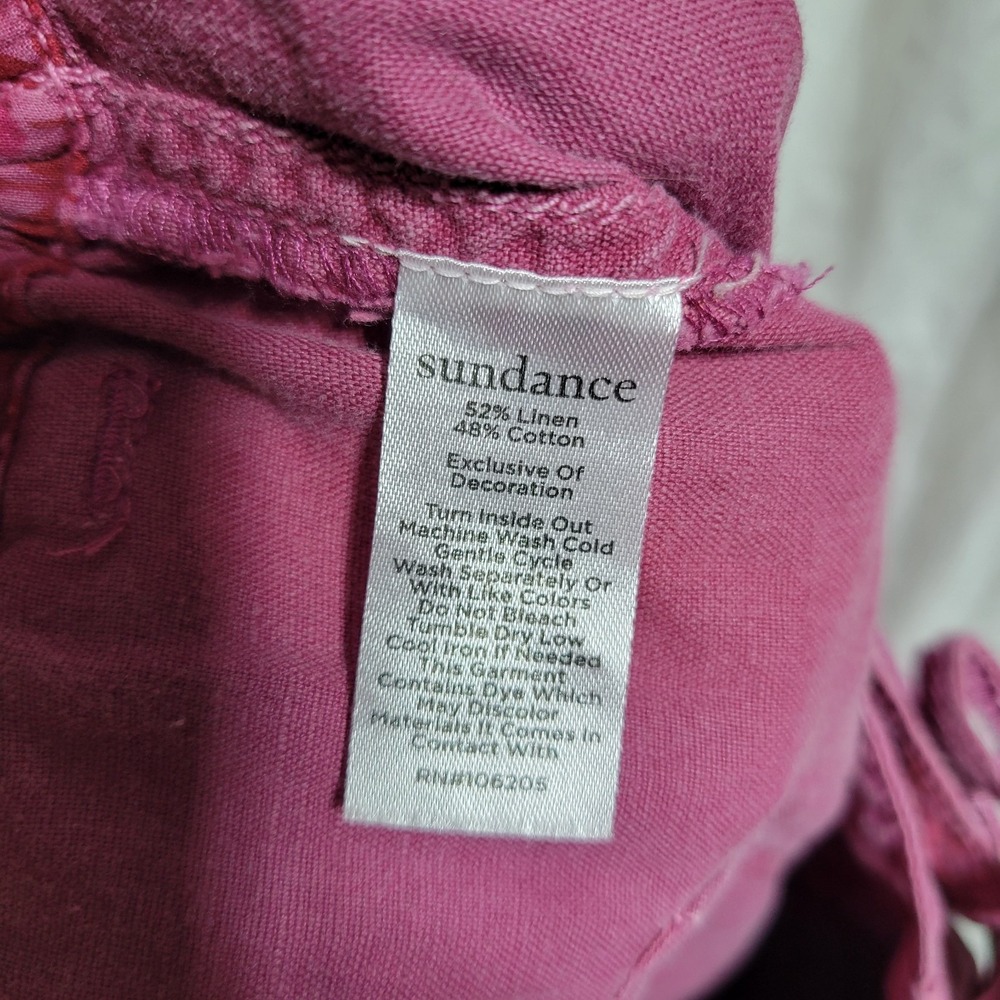 sundance
52% Linen
48% Cotton
Exclusive Of
Decoration
Turn Inside Out
Machine Wash Cold
Gentle Cycle
Wash Separately Or
With Like Colors
Do Not Bleach
Tumble Dry Low
Cool Iron If Needed
This Garment
Contains Dye Which
May Discolor
Materials It Comes In
Contact With
RN#106205